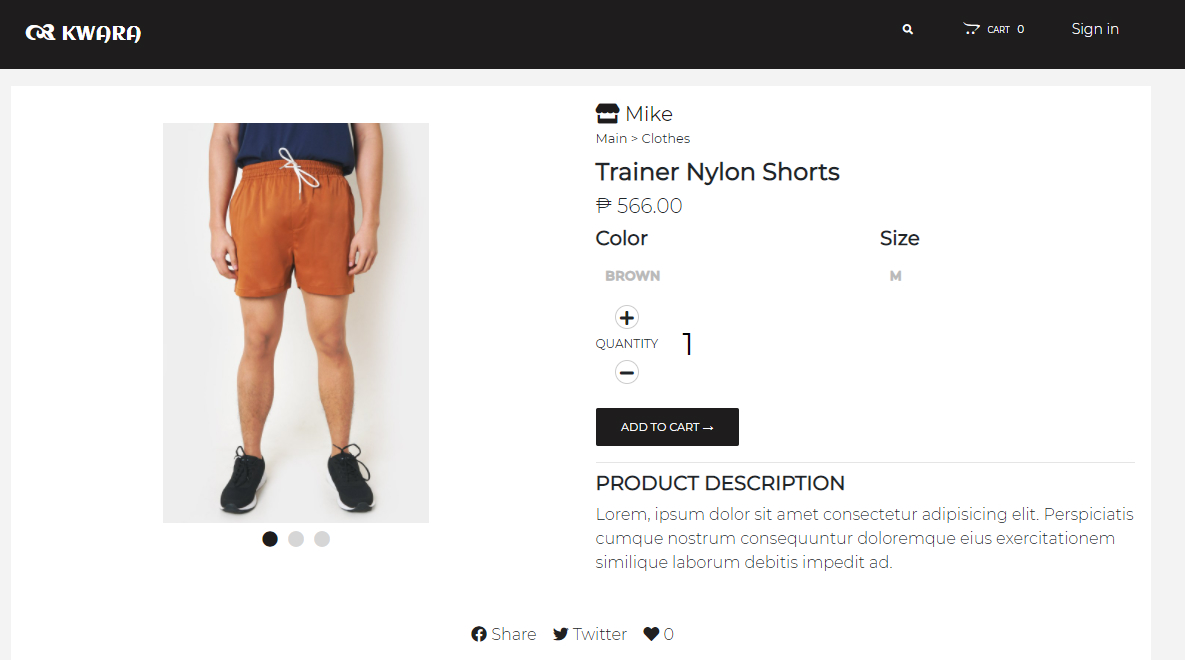 KWARA
CART 0
Sign in
Mike
Main > Clothes
Trainer Nylon Shorts
₱ 566.00
Color
Size
BROWN
M
QUANTITY 1
ADD TO CART →
PRODUCT DESCRIPTION
Lorem, ipsum dolor sit amet consectetur adipisicing elit. Perspiciatis
cumque nostrum consequuntur doloremque eius exercitationem
similique laborum debitis impedit ad.
Share Twitter 0